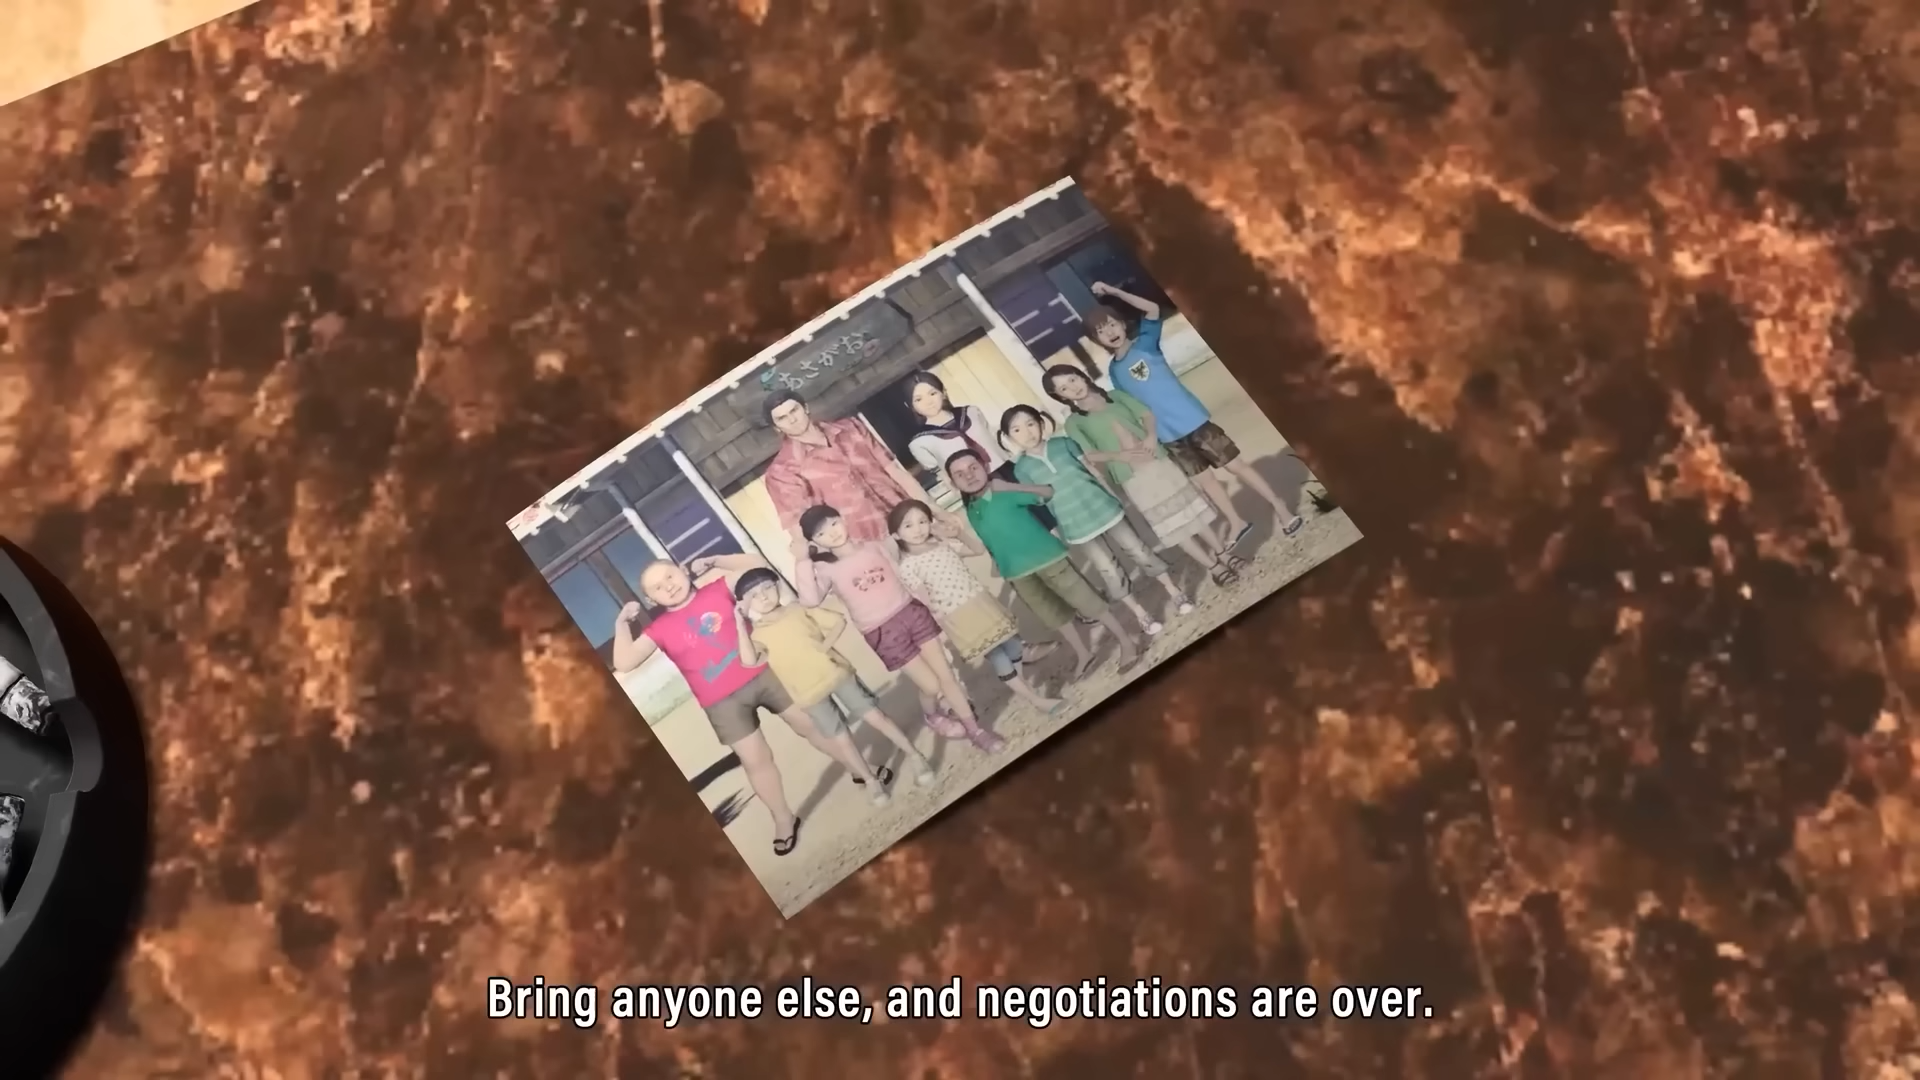 あさがお
Bring anyone else, and negotiations are over.